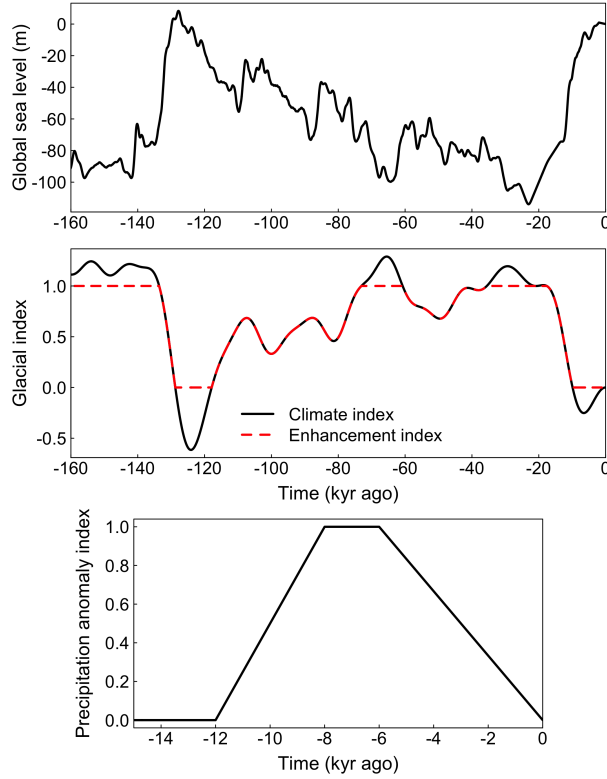 Global sea level (m)
0
-20
-40
-60
-80
-100
-160 -140 -120 -100 -80 -60 -40 -20 0
Glacial index
1.0
0.5
0.0
-0.5
Climate index
Enhancement index
-160 -140 -120 -100 -80 -60 -40 -20 0
Time (kyr ago)
Precipitation anomaly index
1.0
0.8
0.6
0.4
0.2
0.0
-14 -12 -10 -8 -6 -4 -2 0
Time (kyr ago)